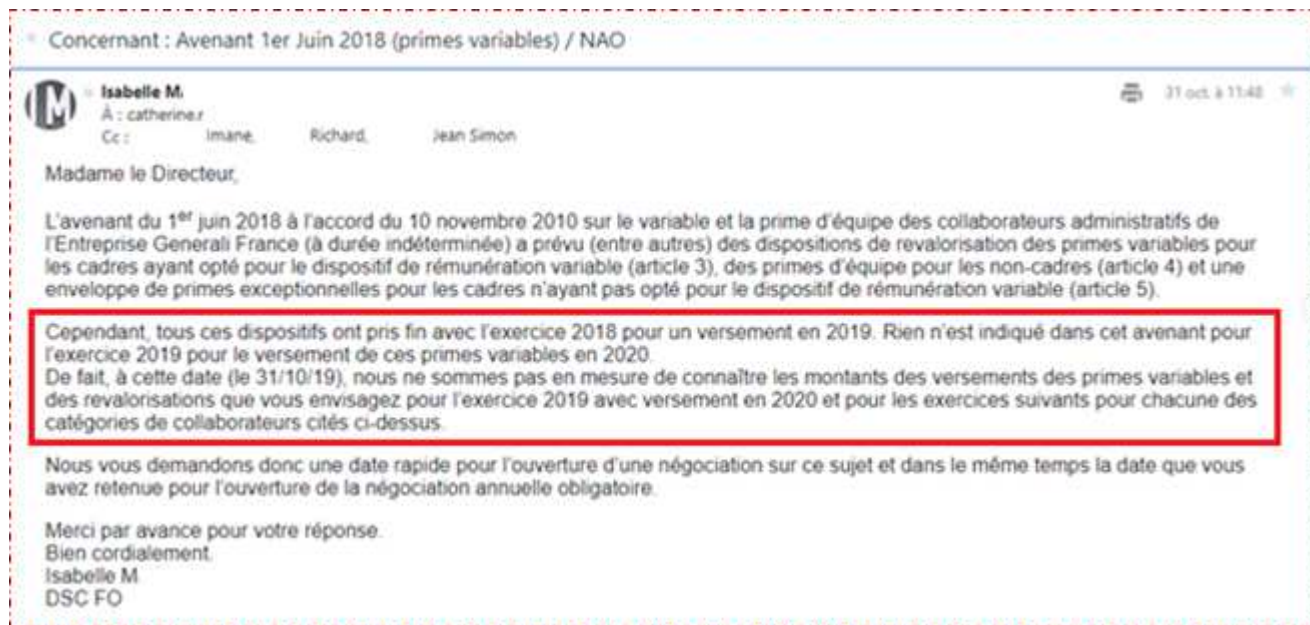 Concernant : Avenant 1er Juin 2018 (primes variables) / NAO
M
Isabelle M.
31 oct. à 11:48
À : catherine.r
Cc : Imane, Richard, Jean Simon
Madame le Directeur,
L'avenant du 1er juin 2018 à l'accord du 10 novembre 2010 sur le variable et la prime d'équipe des collaborateurs administratifs de
l'Entreprise Generali France (à durée indéterminée) a prévu (entre autres) des dispositions de revalorisation des primes variables pour
les cadres ayant opté pour le dispositif de rémunération variable (article 3), des primes d'équipe pour les non-cadres (article 4) et une
enveloppe de primes exceptionnelles pour les cadres n'ayant pas opté pour le dispositif de rémunération variable (article 5).
Cependant, tous ces dispositifs ont pris fin avec l'exercice 2018 pour un versement en 2019. Rien n'est indiqué dans cet avenant pour
l'exercice 2019 pour le versement de ces primes variables en 2020.
De fait, à cette date (le 31/10/19), nous ne sommes pas en mesure de connaître les montants des versements des primes variables et
des revalorisations que vous envisagez pour l'exercice 2019 avec versement en 2020 et pour les exercices suivants pour chacune des
catégories de collaborateurs cités ci-dessus.
Nous vous demandons donc une date rapide pour l'ouverture d'une négociation sur ce sujet et dans le même temps la date que vous
avez retenue pour l'ouverture de la négociation annuelle obligatoire.
Merci par avance pour votre réponse.
Bien cordialement.
Isabelle M
DSC FO